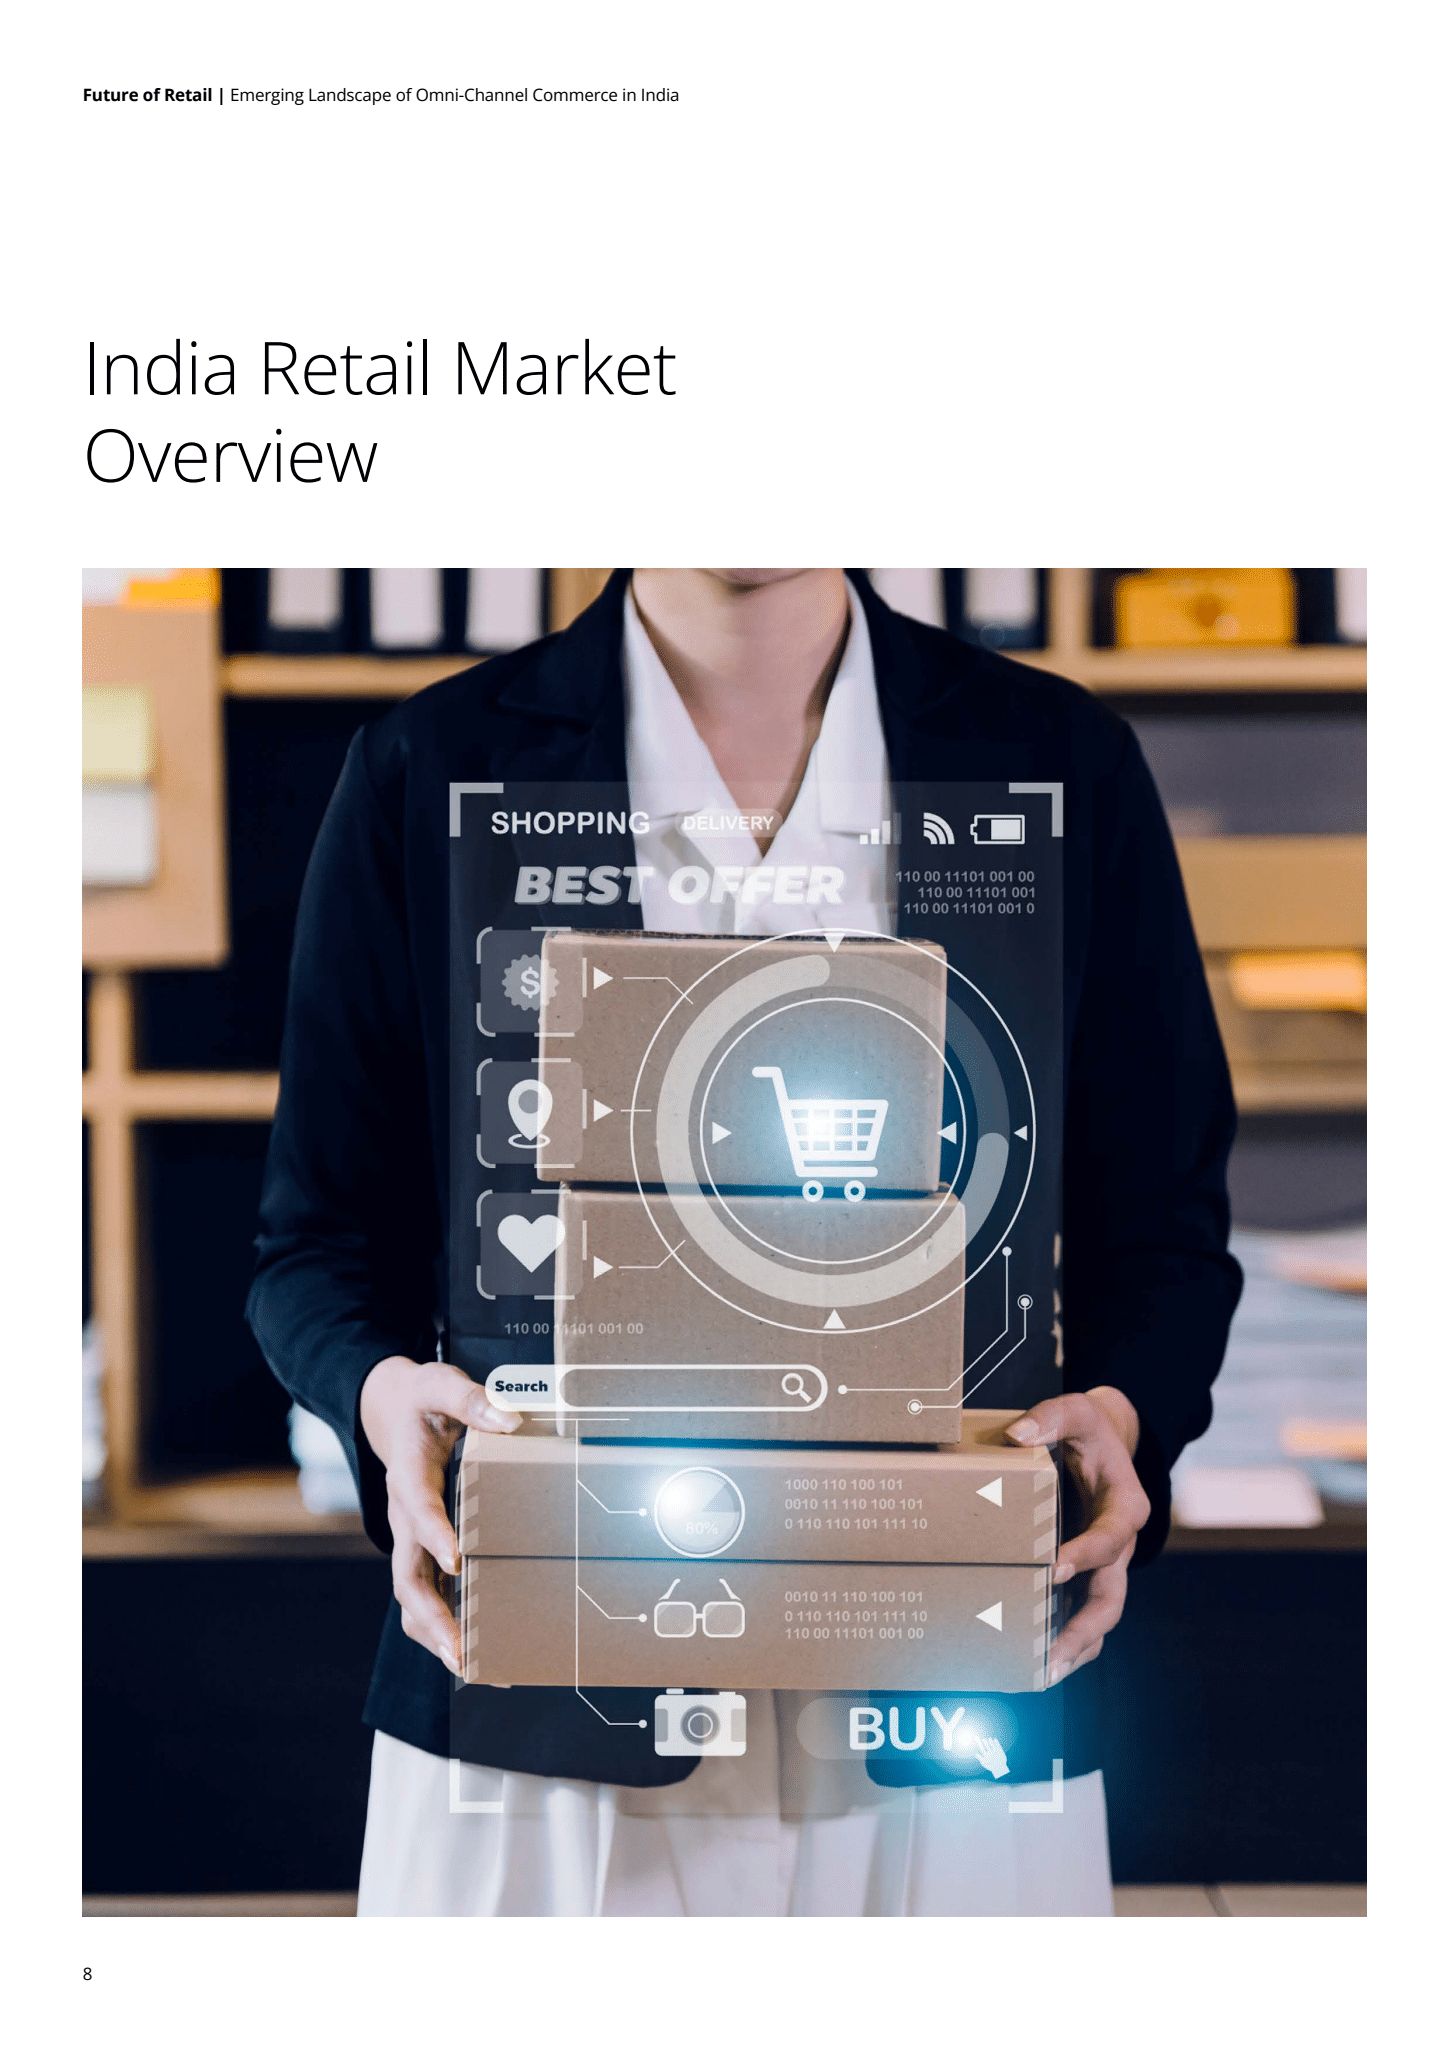 Future of Retail | Emerging Landscape of Omni-Channel Commerce in India
India Retail Market
Overview
SHOPPING DELIVERY
BEST OFFER
110 00 11101 001 00
110 00 11101 001
110 00 11101 001 0
$
110 00 11101 001 00
Search
1000 110 100 101
0010 11 110 100 101
0 110 110 101 111 10
80%
0010 11 110 100 101
0 110 110 101 111 10
110 00 11101 001 00
BUY
8